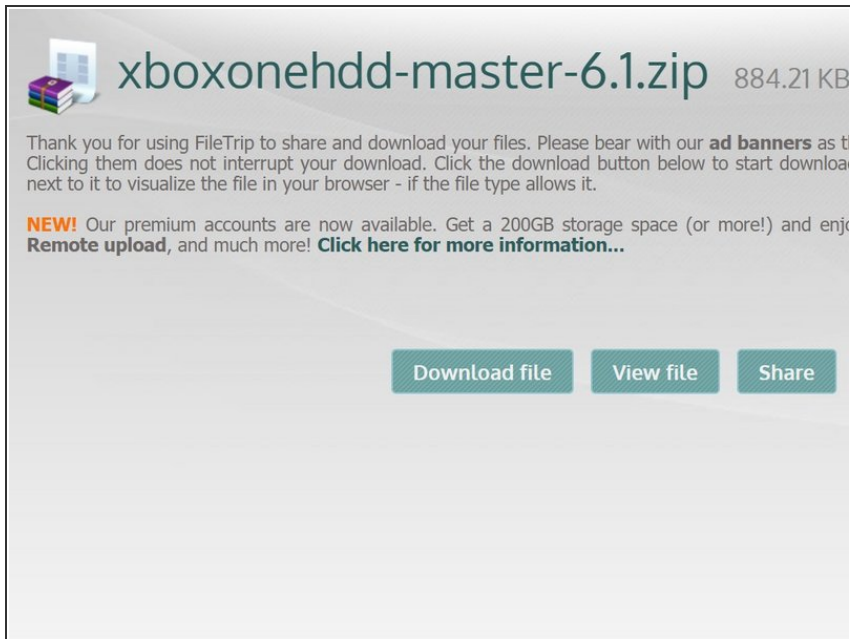 xboxonehdd-master-6.1.zip 884.21 KB
Thank you for using FileTrip to share and download your files. Please bear with our ad banners as
Clicking them does not interrupt your download. Click the download button below to start
next to it to visualize the file in your browser - if the file type allows it.
NEW! Our premium accounts are now available. Get a 200GB storage space (or more!) and
Remote upload, and much more! Click here for more information...
Download file View file Share